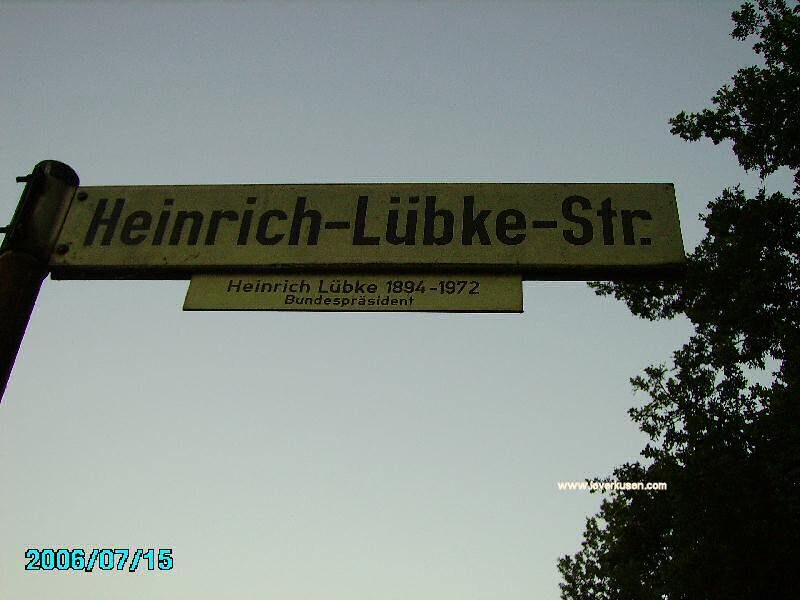 Heinrich-Lübke-Str.
Heinrich Lübke 1894-1972
Bundespräsident
www.leverkusen.com
2006/07/15